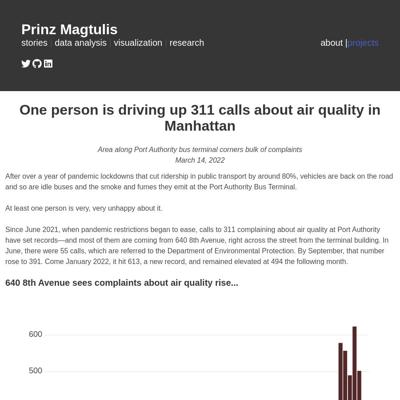 Prinz Magtulis
stories | data analysis | visualization | research
about |projects
One person is driving up 311 calls about air quality in
Manhattan
Area along Port Authority bus terminal corners bulk of complaints
March 14, 2022
After over a year of pandemic lockdowns that cut ridership in public transport by around 80%, vehicles are back on the road
and so are idle buses and the smoke and fumes they emit at the Port Authority Bus Terminal.
At least one person is very, very unhappy about it.
Since June 2021, when pandemic restrictions began to ease, calls to 311 complaining about air quality at Port Authority
have set records—and most of them are coming from 640 8th Avenue, right across the street from the terminal building. In
June, there were 55 calls, which are referred to the Department of Environmental Protection. By September, that number
rose to 391. Come January 2022, it hit 613, a new record, and remained elevated at 494 the following month.
640 8th Avenue sees complaints about air quality rise...
600
500